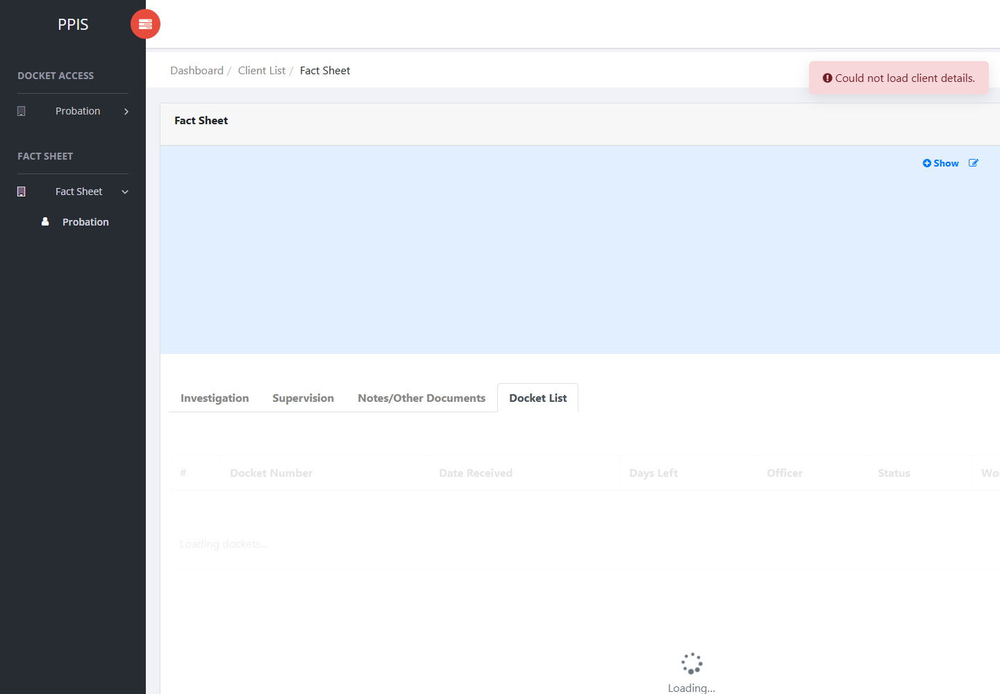 PPIS
DOCKET ACCESS
Probation
FACT SHEET
Fact Sheet
Probation
Dashboard / Client List / Fact Sheet
Could not load client details.
Fact Sheet
Show
Investigation Supervision Notes/Other Documents Docket List
# Docket Number Date Received Days Left Officer Status
Loading dockets...
Loading...